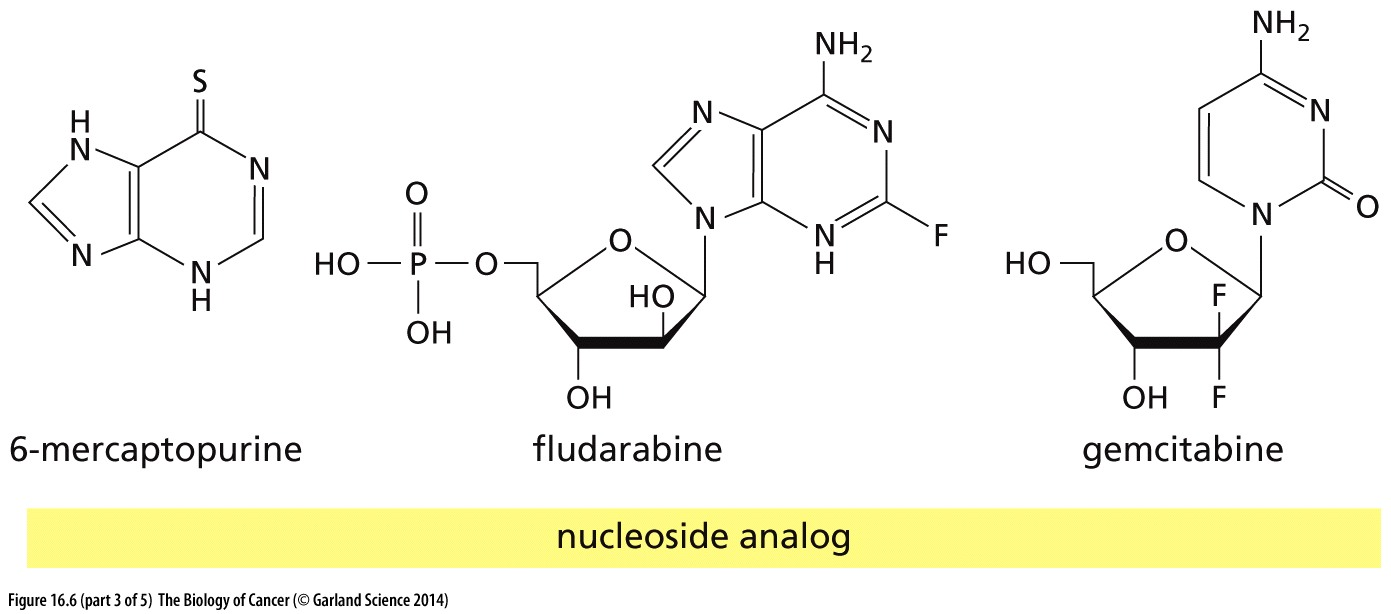 S
H
N
N
N
N
H
NH2
N
N
N
N
H
F
O
HO
P
O
OH
O
HO
OH
NH2
N
N
O
HO
O
F
F
OH
6-mercaptopurine
fludarabine
gemcitabine
nucleoside analog
Figure 16.6 (part 3 of 5) The Biology of Cancer (© Garland Science 2014)